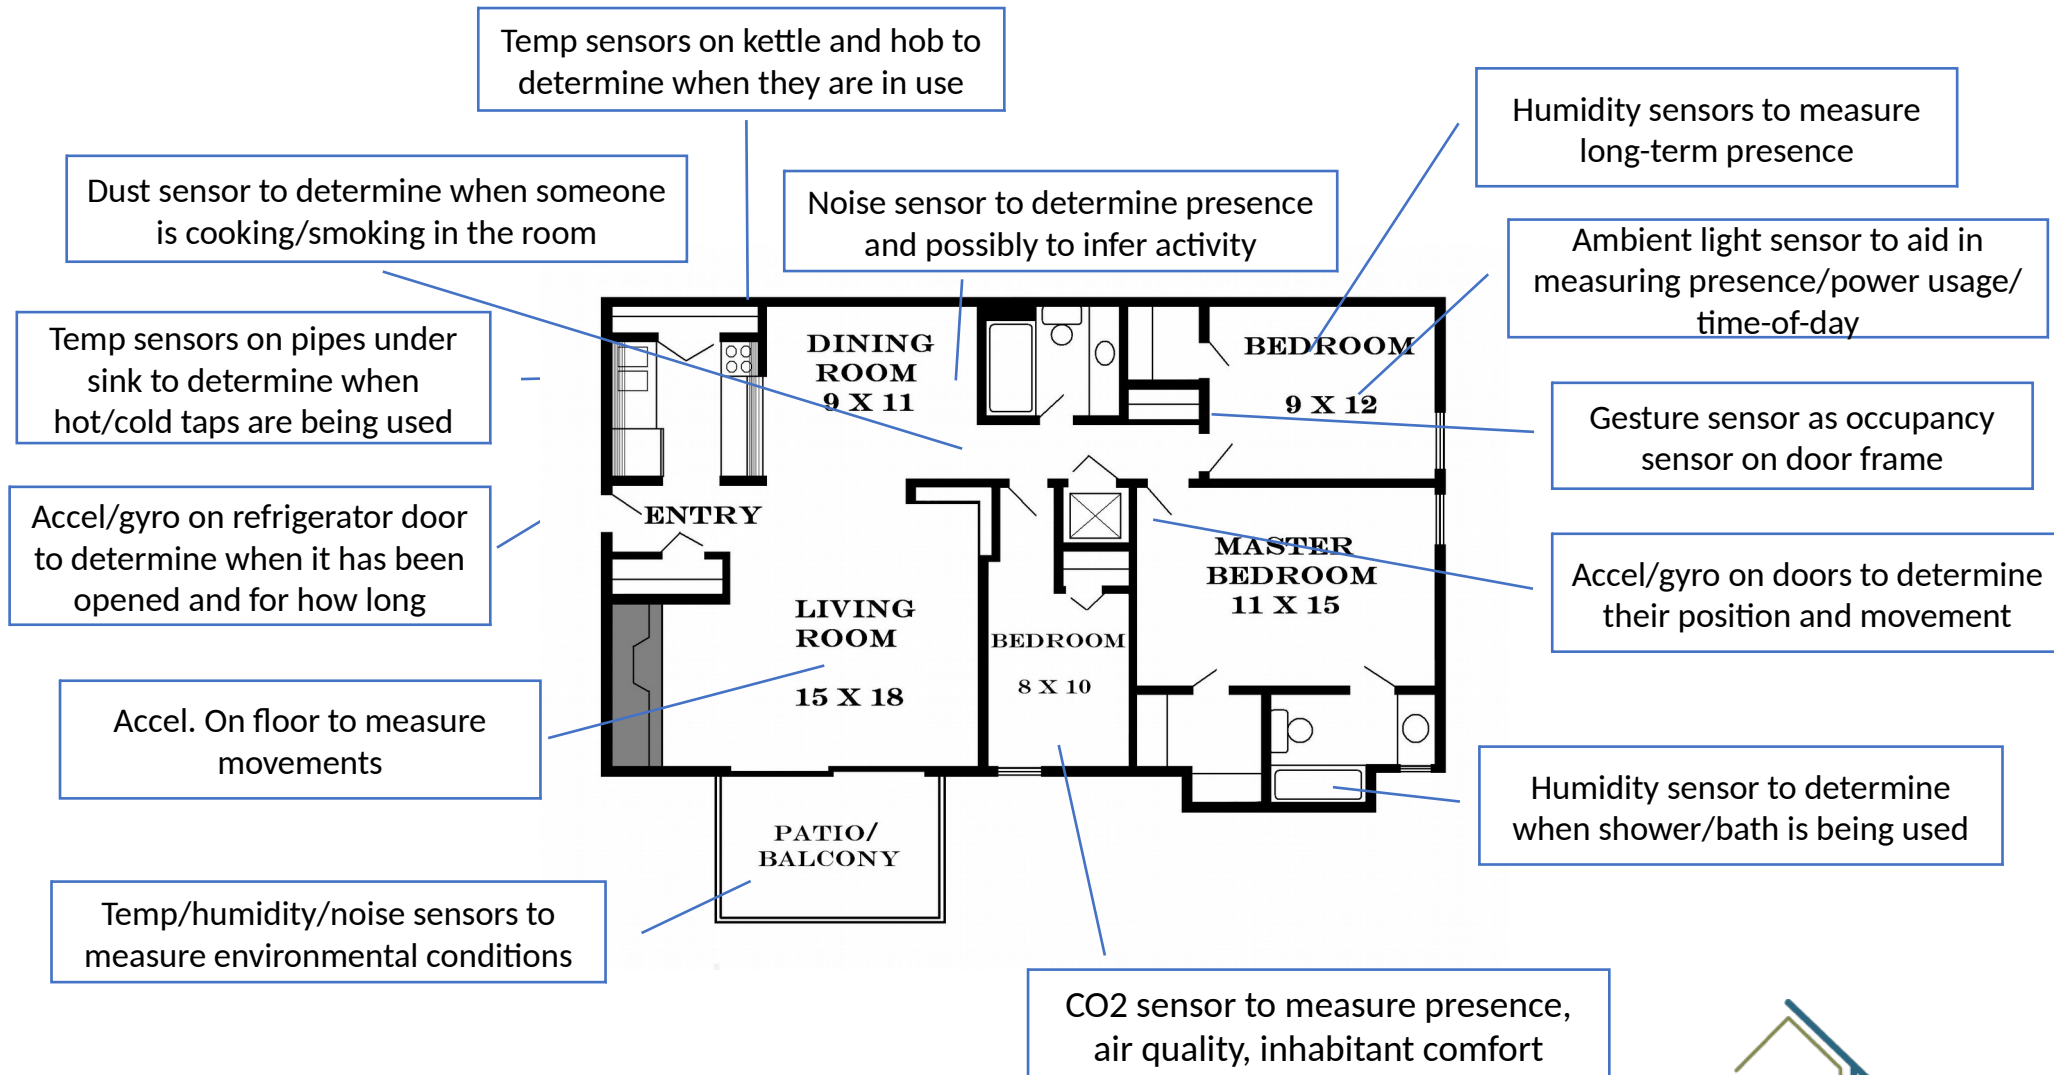 Temp sensors on kettle and hob to
determine when they are in use
Humidity sensors to measure
long-term presence
Dust sensor to determine when someone
is cooking/smoking in the room
Noise sensor to determine presence
and possibly to infer activity
Ambient light sensor to aid in
measuring presence/power usage/
time-of-day
Temp sensors on pipes under
sink to determine when
hot/cold taps are being used
Gesture sensor as occupancy
sensor on door frame
Accel/gyro on refrigerator door
to determine when it has been
opened and for how long
Accel/gyro on doors to determine
their position and movement
Accel. On floor to measure
movements
Humidity sensor to determine
when shower/bath is being used
Temp/humidity/noise sensors to
measure environmental conditions
CO2 sensor to measure presence,
air quality, inhabitant comfort
DINING
ROOM
9 X 11
BEDROOM
9 X 12
ENTRY
MASTER
BEDROOM
11 X 15
LIVING
ROOM
15 X 18
BEDROOM
8 X 10
PATIO/
BALCONY